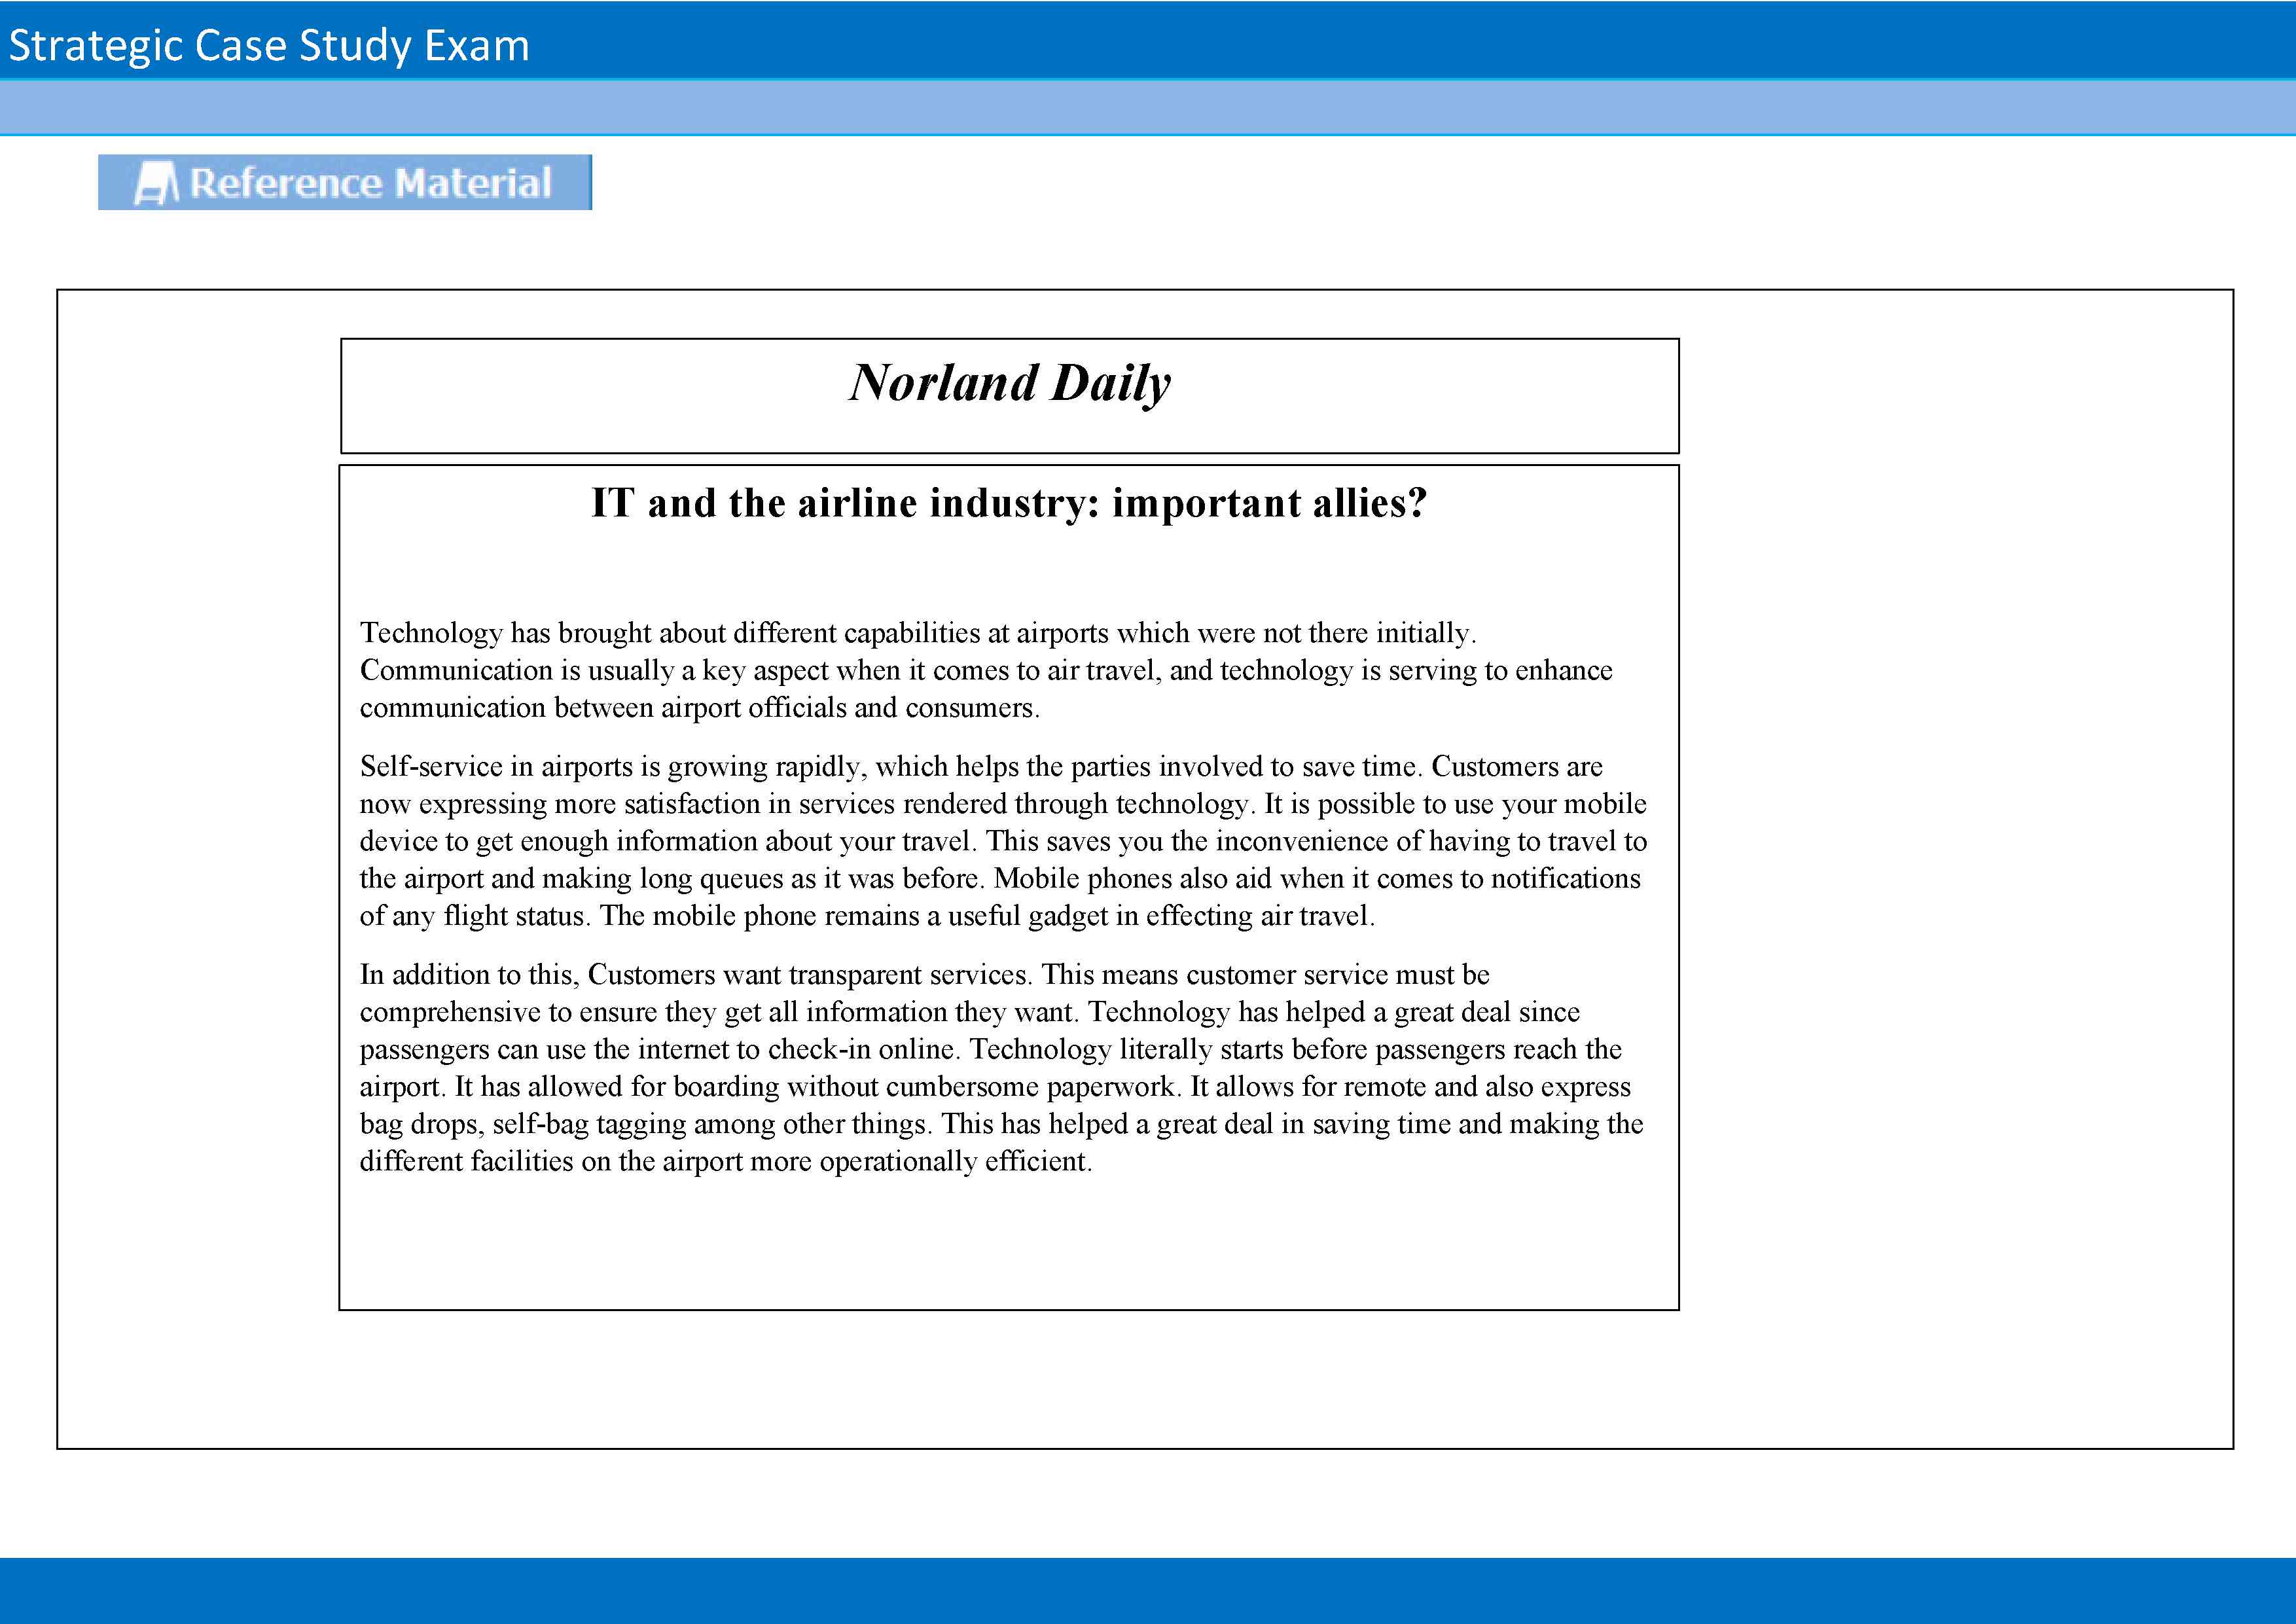 Strategic Case Study Exam
Reference Material
Norland Daily
IT and the airline industry: important allies?
Technology has brought about different capabilities at airports which were not there initially.
Communication is usually a key aspect when it comes to air travel, and technology is serving to enhance
communication between airport officials and consumers.
Self-service in airports is growing rapidly, which helps the parties involved to save time. Customers are
now expressing more satisfaction in services rendered through technology. It is possible to use your mobile
device to get enough information about your travel. This saves you the inconvenience of having to travel to
the airport and making long queues as it was before. Mobile phones also aid when it comes to notifications
of any flight status. The mobile phone remains a useful gadget in effecting air travel.
In addition to this, Customers want transparent services. This means customer service must be
comprehensive to ensure they get all information they want. Technology has helped a great deal since
passengers can use the internet to check-in online. Technology literally starts before passengers reach the
airport. It has allowed for boarding without cumbersome paperwork. It allows for remote and also express
bag drops, self-bag tagging among other things. This has helped a great deal in saving time and making the
different facilities on the airport more operationally efficient.